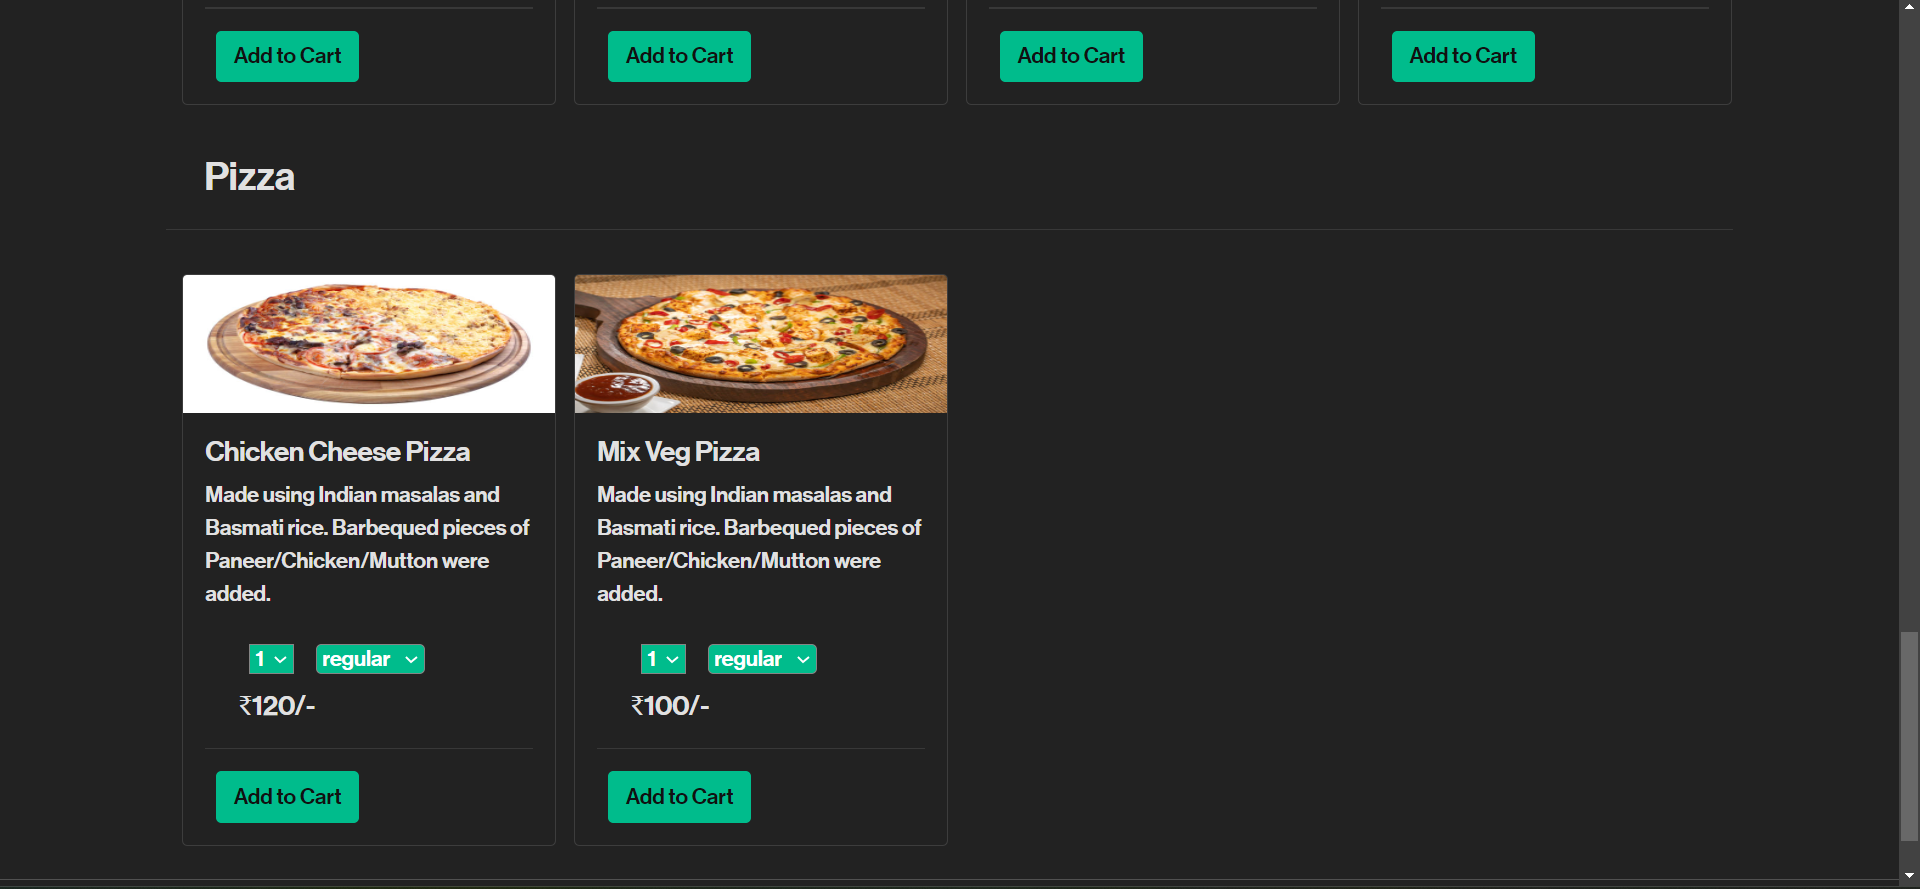 Add to Cart
Add to Cart
Add to Cart
Add to Cart
Pizza
Chicken Cheese Pizza
Made using Indian masalas and
Basmati rice. Barbequed pieces of
Paneer/Chicken/Mutton were
added.
1
regular
₹120/-
Add to Cart
Mix Veg Pizza
Made using Indian masalas and
Basmati rice. Barbequed pieces of
Paneer/Chicken/Mutton were
added.
1
regular
₹100/-
Add to Cart